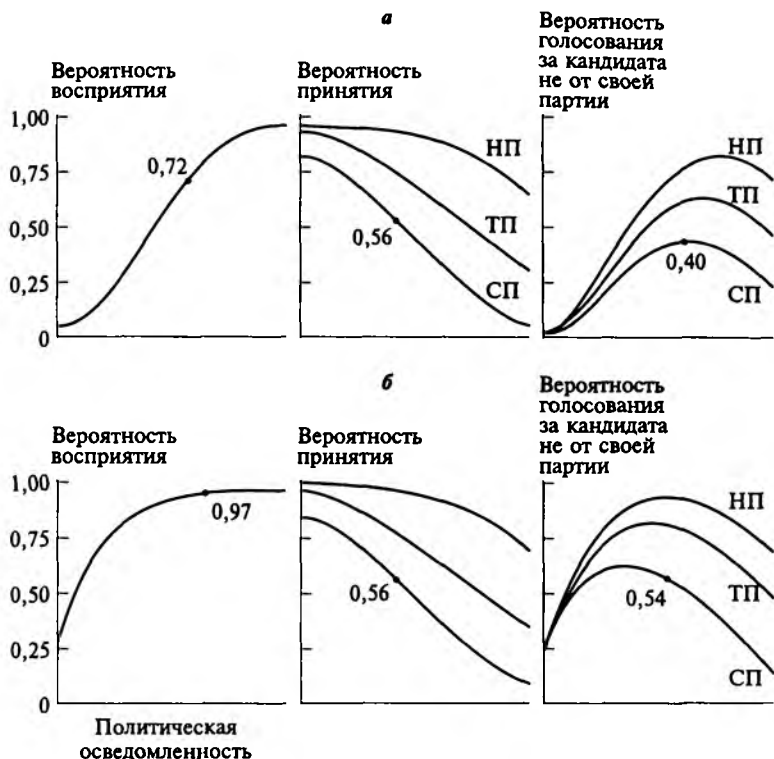 а
Вероятность
восприятия
1,00
0,75
0,50
0,25
0
0,72
Вероятность
принятия
НП
ТП
СП
0,56
Вероятность
голосования
за кандидата
не от своей
партии
НП
ТП
СП
0,40
б
Вероятность
восприятия
1,00
0,75
0,50
0,25
0
0,97
Политическая
осведомленность
Вероятность
принятия
0,56
Вероятность
голосования
за кандидата
не от своей
партии
НП
ТП
СП
0,54